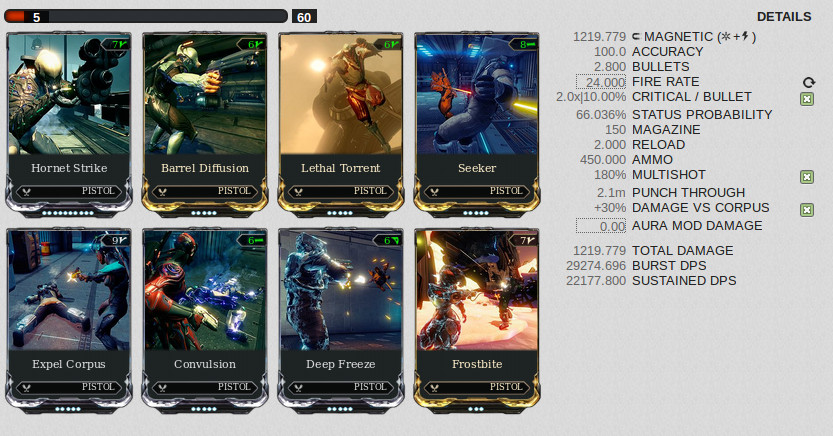 5
60
DETAILS
7
6
6
8
Hornet Strike
Barrel Diffusion
Lethal Torrent
Seeker
PISTOL
PISTOL
PISTOL
PISTOL
9
6
6
7
Expel Corpus
Convulsion
Deep Freeze
Frostbite
PISTOL
PISTOL
PISTOL
PISTOL
1219.779 MAGNETIC (+)
100.0 ACCURACY
2.800 BULLETS
24.000 FIRE RATE
2.0x|10.00% CRITICAL / BULLET
66.036% STATUS PROBABILITY
150 MAGAZINE
2.000 RELOAD
450.000 AMMO
180% MULTISHOT
2.1m PUNCH THROUGH
+30% DAMAGE VS CORPUS
0.00 AURA MOD DAMAGE
1219.779 TOTAL DAMAGE
29274.696 BURST DPS
22177.800 SUSTAINED DPS